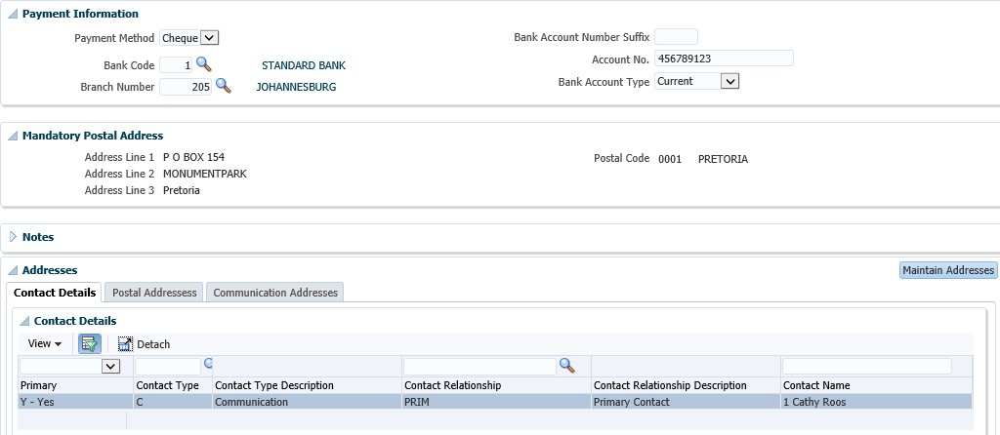 Payment Information
Payment Method Cheque Bank Account Number Suffix
Bank Code 1 STANDARD BANK Account No. 456789123
Branch Number 205 JOHANNESBURG Bank Account Type Current
Mandatory Postal Address
Address Line 1 P O BOX 154 Postal Code 0001 PRETORIA
Address Line 2 MONUMENTPARK
Address Line 3 Pretoria
Notes
Addresses Maintain Addresses
Contact Details Postal Addressess Communication Addresses
Contact Details
View Detach
Primary Contact Type Contact Type Description Contact Relationship Contact Relationship Description Contact Name
Y - Yes C Communication PRIM Primary Contact 1 Cathy Roos